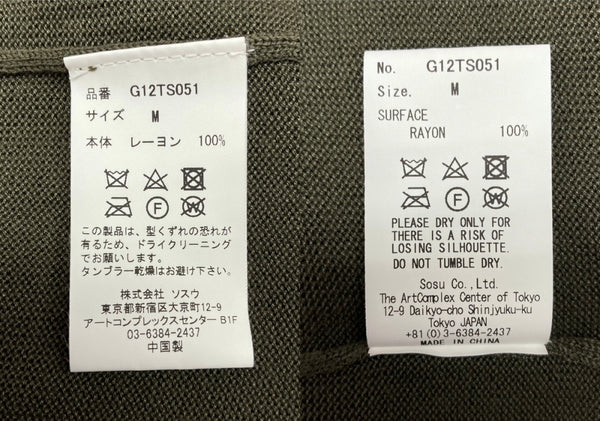 品番 G12TS051
サイズ M
本体 レーヨン 100%
F
W
この製品は、型くずれの恐れが
有るため、ドライクリーニング
でお願い致します。
タンブラー乾燥はお避け下さい。
株式会社 ソスウ
東京都新宿区大京町12-9
アートコンプレックスセンター B1F
03-6384-2437
中国製
No. G12TS051
Size. M
SURFACE
RAYON 100%
F
W
PLEASE DRY ONLY FOR
THERE IS A RISK OF
LOSING SILHOUETTE.
DO NOT TUMBLE DRY.
Sosu Co.,Ltd.
The ArtComplex Center of Tokyo
12-9 Daikyo-cho Shinjyuku-ku
Tokyo JAPAN
+81(0)3-6384-2437
MADE IN CHINA